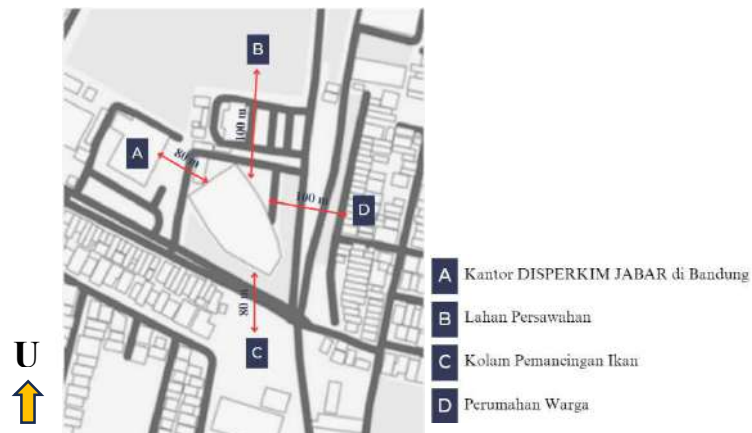 B
100 m
A
80 m
100 m
D
80 m
C
U
A Kantor DISPERKIM JABAR di Bandung
B Lahan Persawahan
C Kolam Pemancingan Ikan
D Perumahan Warga